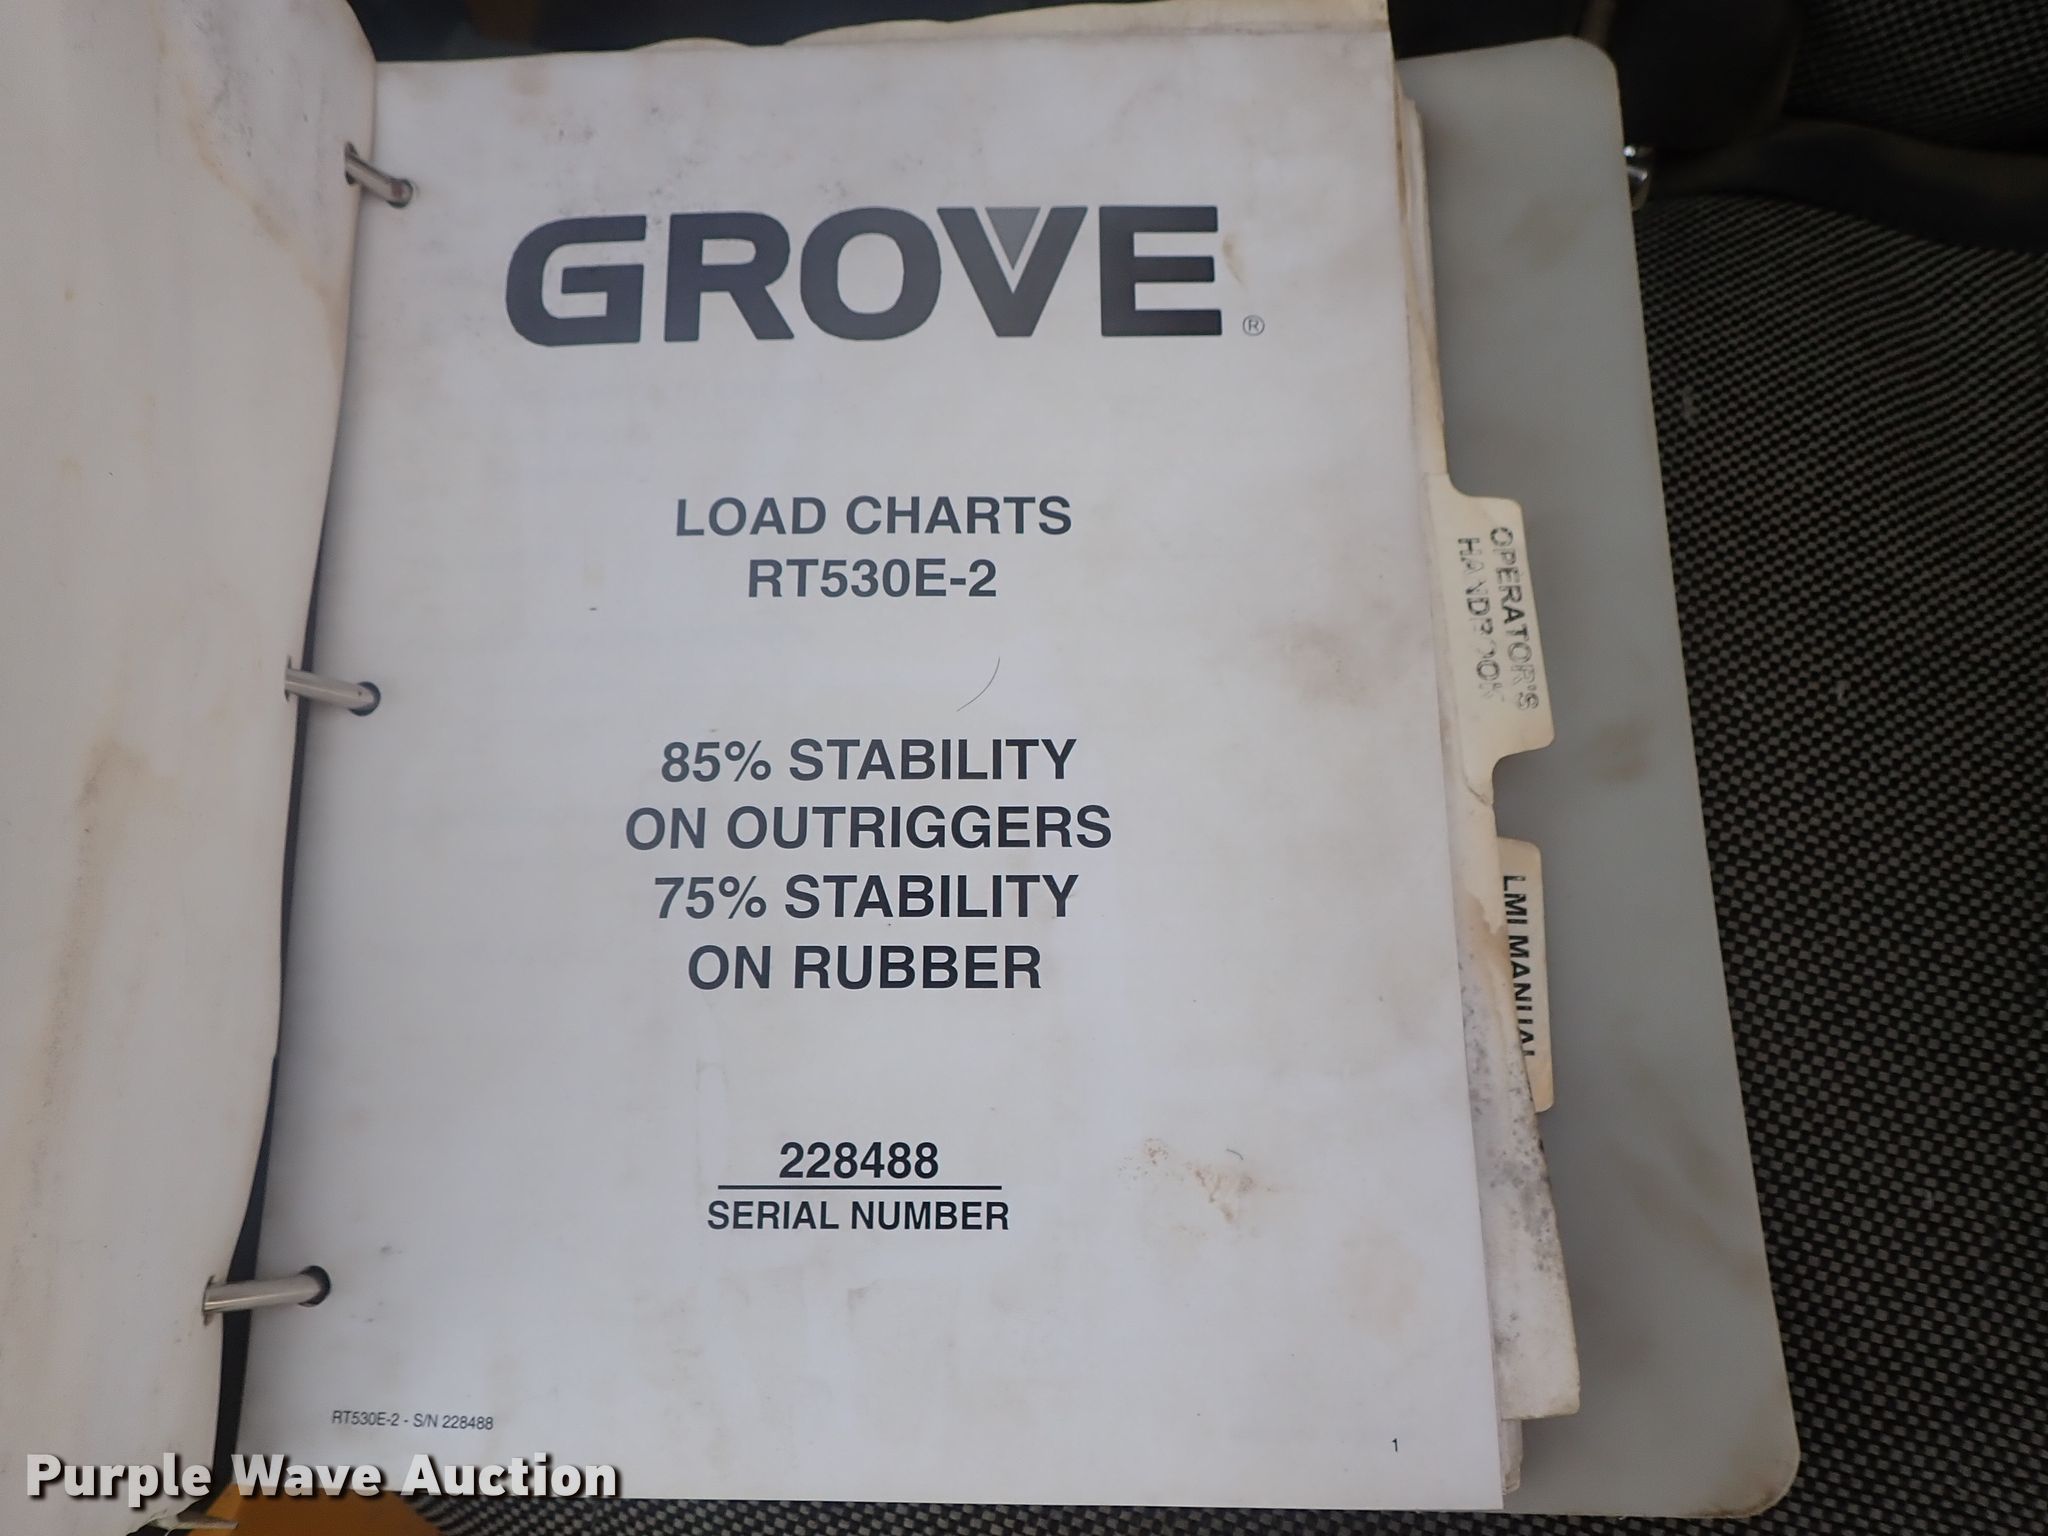 GROVE®
LOAD CHARTS
RT530E-2
85% STABILITY
ON OUTRIGGERS
75% STABILITY
ON RUBBER
228488
SERIAL NUMBER
RT530E-2 - S/N 228488
1
OPERATOR'S
HANDBOOK
LMI MANUAL
Purple Wave Auction